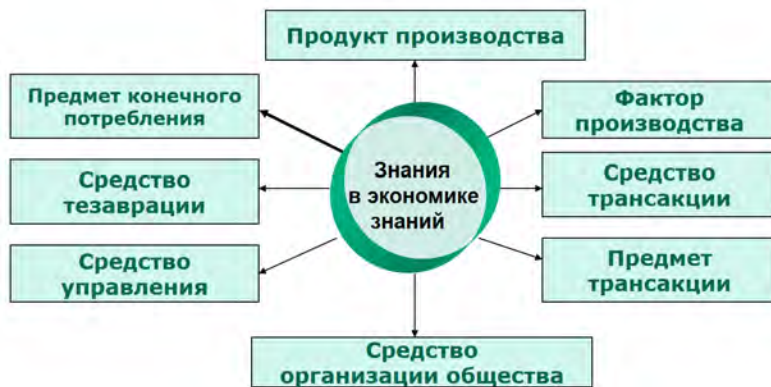 Продукт производства
Предмет конечного
потребления
Фактор
производства
Знания
в экономике
знаний
Средство
тезаврации
Средство
трансакции
Средство
управления
Предмет
трансакции
Средство
организации общества